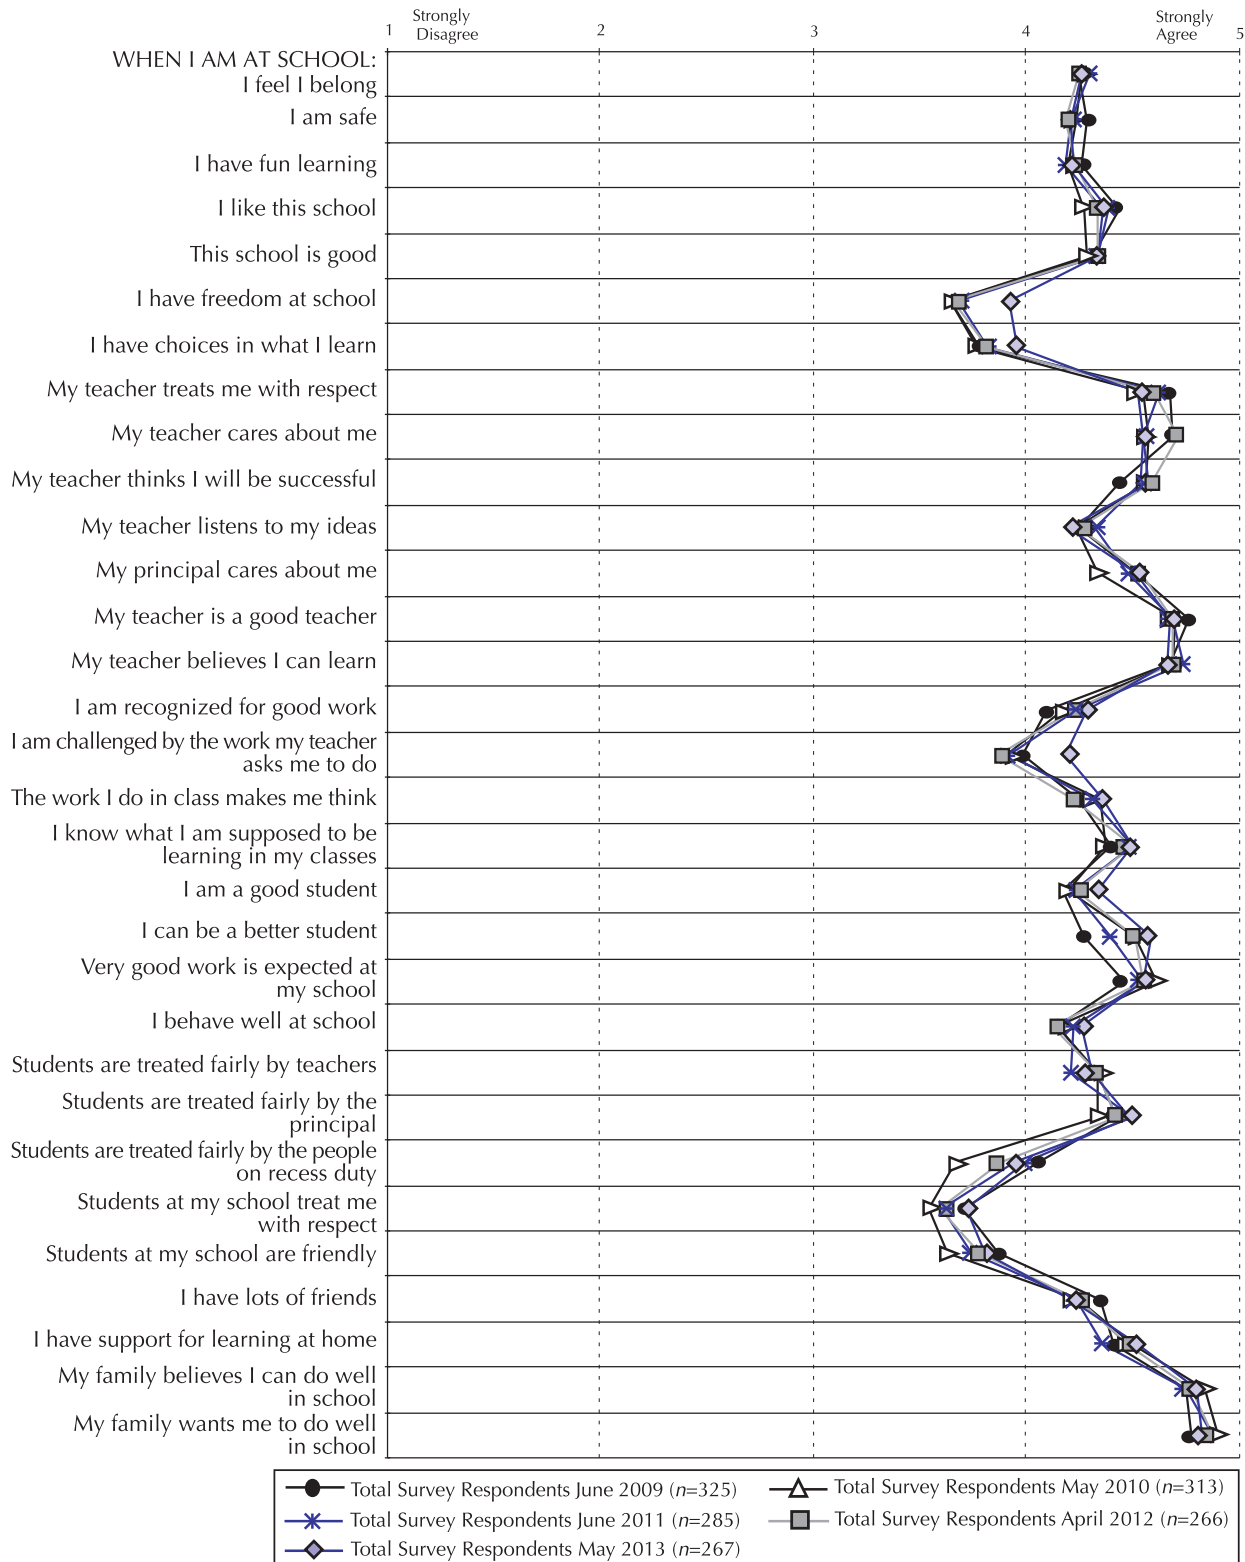 1 Strongly 2 3 4 Strongly 5
Disagree Agree
WHEN I AM AT SCHOOL:
I feel I belong
I am safe
I have fun learning
I like this school
This school is good
I have freedom at school
I have choices in what I learn
My teacher treats me with respect
My teacher cares about me
My teacher thinks I will be successful
My teacher listens to my ideas
My principal cares about me
My teacher is a good teacher
My teacher believes I can learn
I am recognized for good work
I am challenged by the work my teacher
asks me to do
The work I do in class makes me think
I know what I am supposed to be
learning in my classes
I am a good student
I can be a better student
Very good work is expected at
my school
I behave well at school
Students are treated fairly by teachers
Students are treated fairly by the
principal
Students are treated fairly by the people
on recess duty
Students at my school treat me
with respect
Students at my school are friendly
I have lots of friends
I have support for learning at home
My family believes I can do well
in school
My family wants me to do well
in school
Total Survey Respondents June 2009 (n=325) Total Survey Respondents May 2010 (n=313)
Total Survey Respondents June 2011 (n=285) Total Survey Respondents April 2012 (n=266)
Total Survey Respondents May 2013 (n=267)